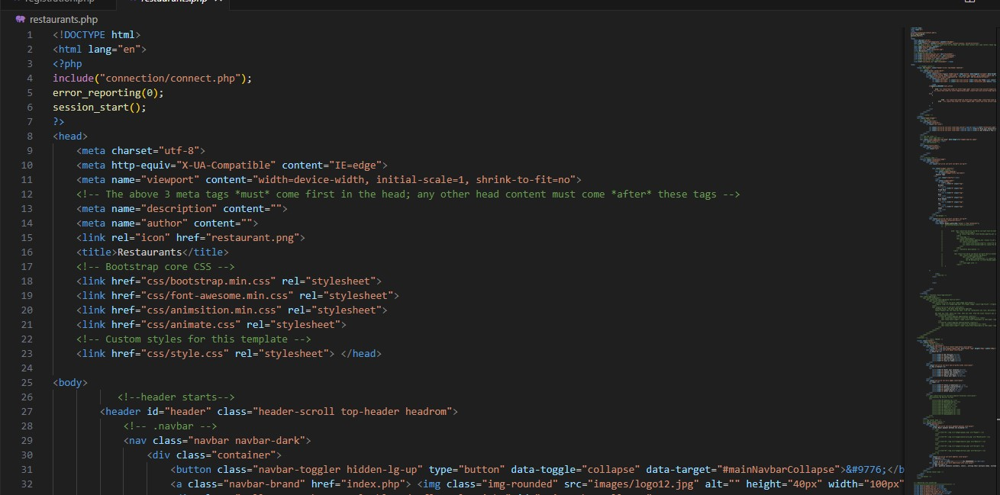 registration.php restaurants.php
restaurants.php
1 <!DOCTYPE html>
2 <html lang="en">
3 <?php
4 include("connection/connect.php");
5 error_reporting(0);
6 session_start();
7 ?>
8 <head>
9 <meta charset="utf-8">
10 <meta http-equiv="X-UA-Compatible" content="IE=edge">
11 <meta name="viewport" content="width=device-width, initial-scale=1, shrink-to-fit=no">
12 <!-- The above 3 meta tags *must* come first in the head; any other head content must come *after* these tags -->
13 <meta name="description" content="">
14 <meta name="author" content="">
15 <link rel="icon" href="restaurant.png">
16 <title>Restaurants</title>
17 <!-- Bootstrap core CSS -->
18 <link href="css/bootstrap.min.css" rel="stylesheet">
19 <link href="css/font-awesome.min.css" rel="stylesheet">
20 <link href="css/animsition.min.css" rel="stylesheet">
21 <link href="css/animate.css" rel="stylesheet">
22 <!-- Custom styles for this template -->
23 <link href="css/style.css" rel="stylesheet"> </head>
24
25 <body>
26 <!--header starts-->
27 <header id="header" class="header-scroll top-header headrom">
28 <!-- .navbar -->
29 <nav class="navbar navbar-dark">
30 <div class="container">
31 <button class="navbar-toggler hidden-lg-up" type="button" data-toggle="collapse" data-target="#mainNavbarCollapse">&#9776;</b
32 <a class="navbar-brand" href="index.php"> <img class="img-rounded" src="images/logo12.jpg" alt="" height="40px" width="100px"